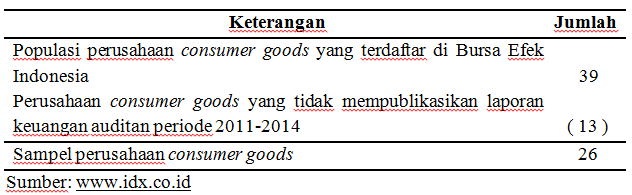 Keterangan Jumlah
Populasi perusahaan consumer goods yang terdaftar di Bursa Efek
Indonesia 39
Perusahaan consumer goods yang tidak mempublikasikan laporan
keuangan auditan periode 2011-2014 ( 13 )
Sampel perusahaan consumer goods 26
Sumber: www.idx.co.id